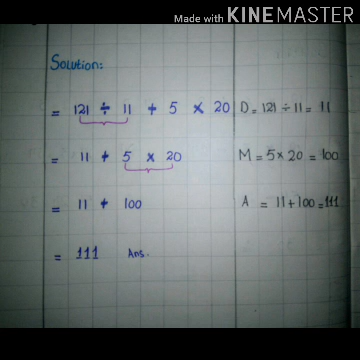 Made with KINEMASTER
Solution:
= 121 ÷ 11 + 5 × 20 D = 121 ÷ 11 = 11
= 11 + 5 × 20 M = 5 × 20 = 100
= 11 + 100 A = 11 + 100 = 111
= 111 Ans.